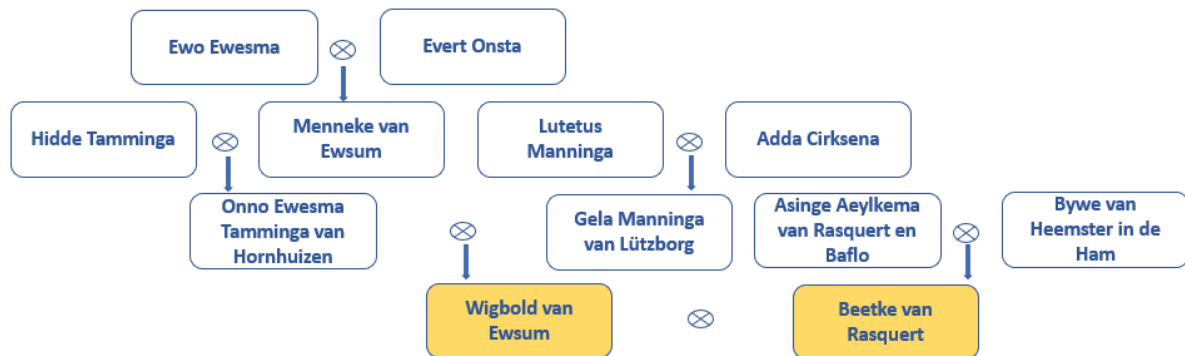 Ewo Ewesma
Evert Onsta
Hidde Tamminga
Menneke van
Ewsum
Lutetus
Manninga
Adda Cirksena
Onno Ewesma
Tamminga van
Hornhuizen
Gela Manninga
van Lützborg
Asinge Aeylkema
van Rasquert en
Baflo
Bywe van
Heemster in de
Ham
Wigbold van
Ewsum
Beetke van
Rasquert